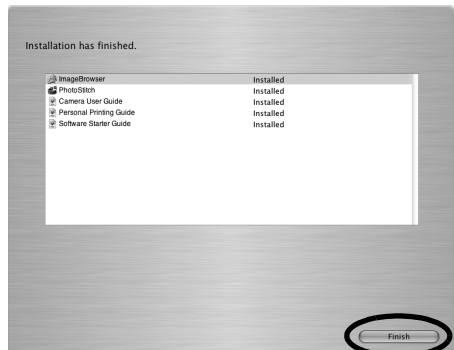 Installation has finished.
ImageBrowser Installed
PhotoStitch Installed
Camera User Guide Installed
Personal Printing Guide Installed
Software Starter Guide Installed
Finish